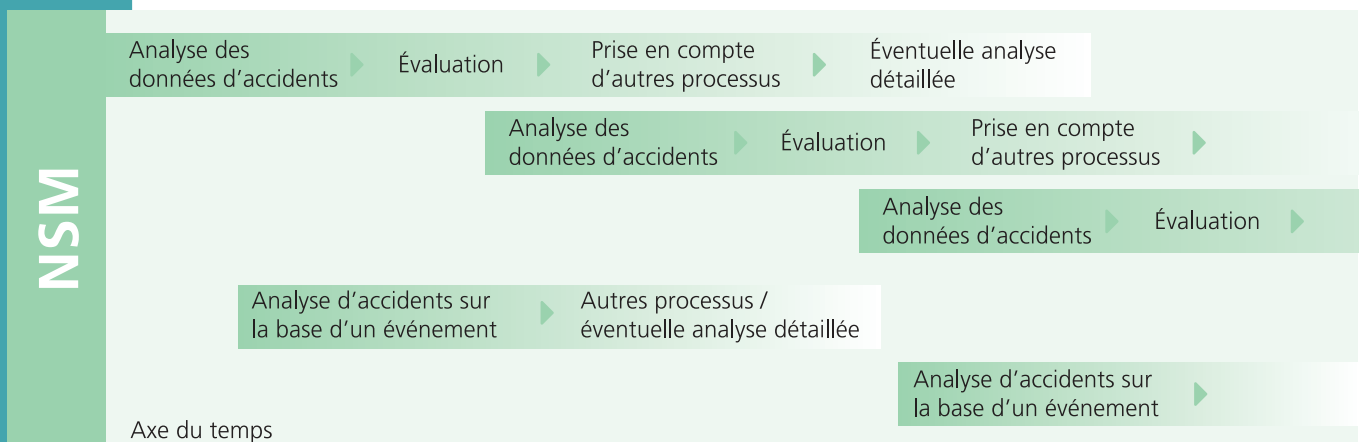 NSM
Analyse des
données d’accidents
Évaluation
Prise en compte
d’autres processus
Éventuelle analyse
détaillée
Analyse des
données d’accidents
Évaluation
Prise en compte
d’autres processus
Analyse des
données d’accidents
Évaluation
Analyse d’accidents sur
la base d’un événement
Autres processus /
éventuelle analyse détaillée
Analyse d’accidents sur
la base d’un événement
Axe du temps